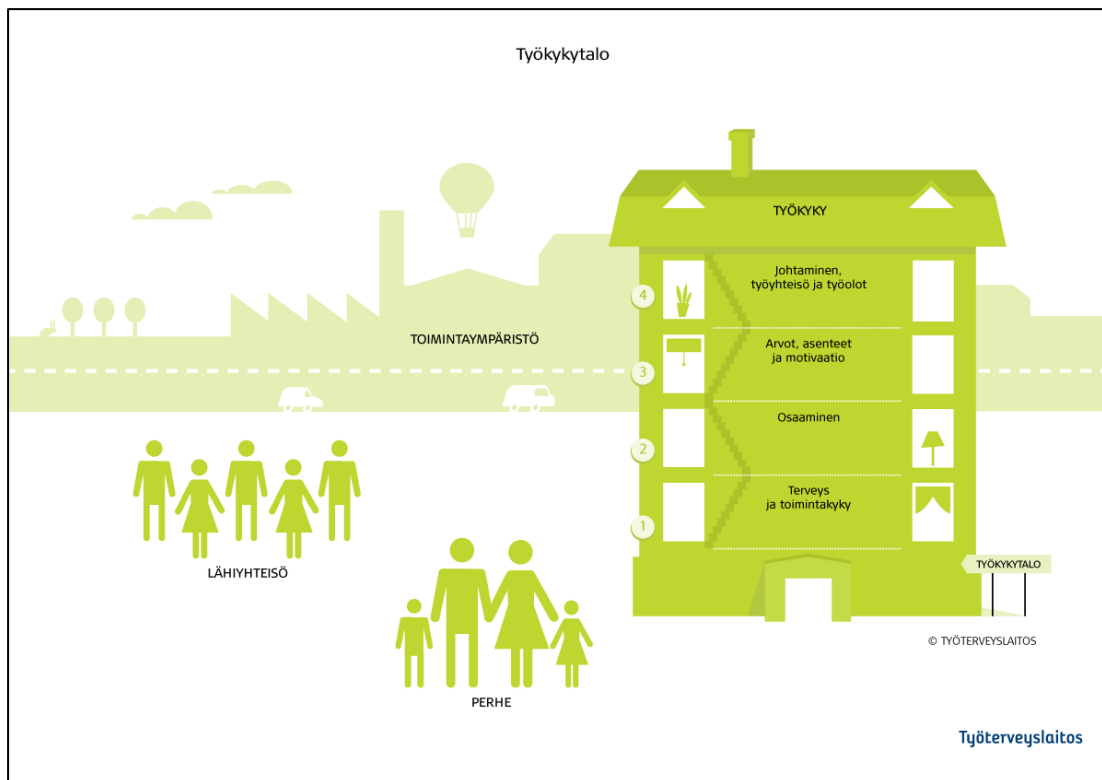 Työkykytalo
TYÖKYKY
4
Johtaminen,
työyhteisö ja työolot
3
Arvot, asenteet
ja motivaatio
2
Osaaminen
1
Terveys
ja toimintakyky
TOIMINTAYMPÄRISTÖ
LÄHIYHTEISÖ
PERHE
TYÖKYKYTALO
© TYÖTERVEYSLAITOS
Työterveyslaitos